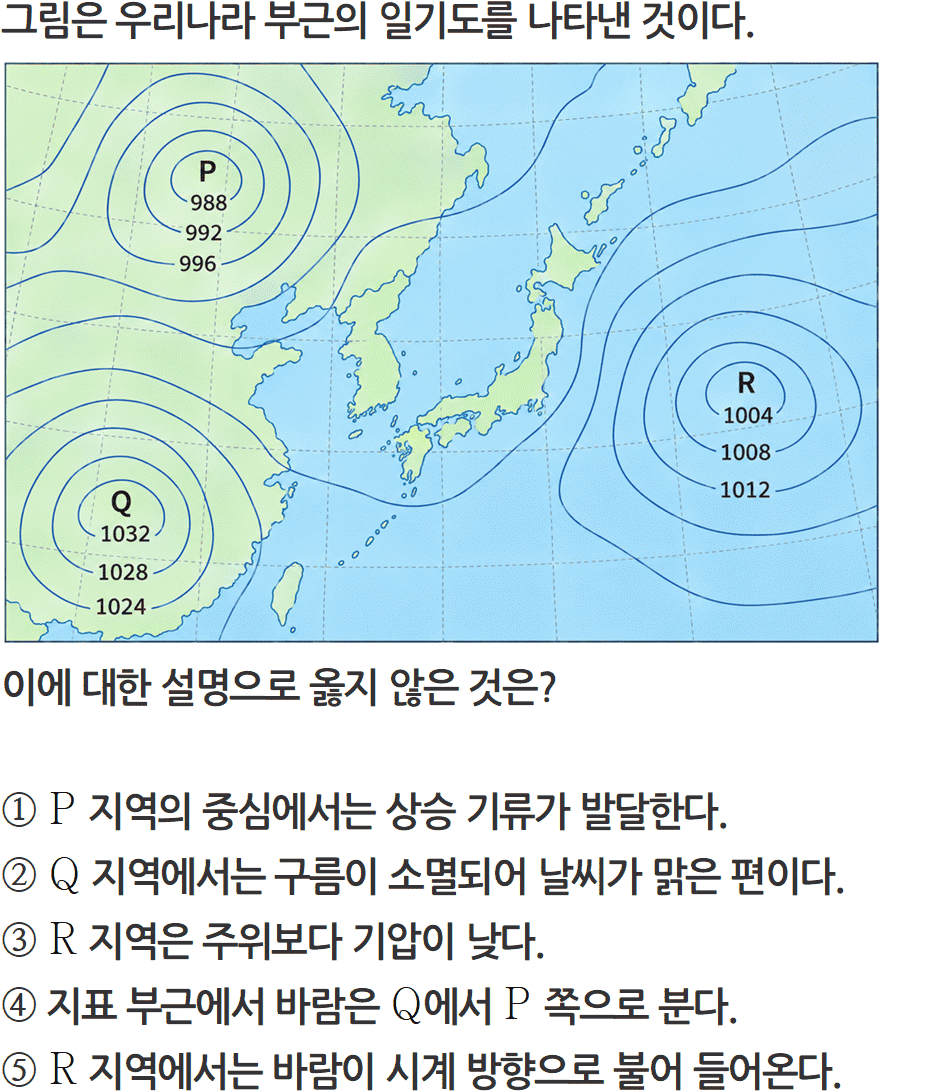 그림은 우리나라 부근의 일기도를 나타낸 것이다.
P
988
992
996
R
1004
1008
1012
Q
1032
1028
1024
이에 대한 설명으로 옳지 않은 것은?
① P 지역의 중심에서는 상승 기류가 발달한다.
② Q 지역에서는 구름이 소멸되어 날씨가 맑은 편이다.
③ R 지역은 주위보다 기압이 낮다.
④ 지표 부근에서 바람은 Q에서 P 쪽으로 분다.
⑤ R 지역에서는 바람이 시계 방향으로 불어 들어온다.